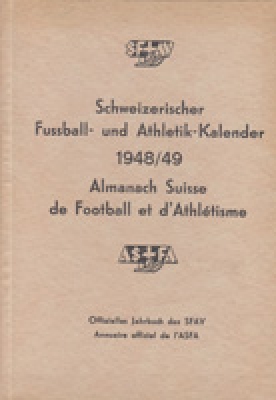 SFAV
Schweizerischer
Fussball- und Athletik-Kalender
1948/49
Almanach Suisse
de Football et d'Athlétisme
ASFA
Offizielles Jahrbuch des SFAV
Annuaire officiel de l'ASFA